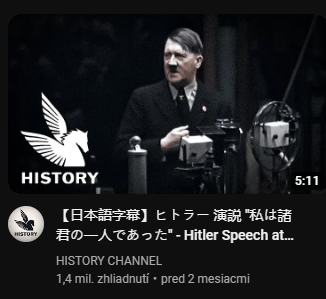 HISTORY
5:11
HISTORY
【日本語字幕】ヒトラー 演説 "私は諸
君の一人であった" - Hitler Speech at...
HISTORY CHANNEL
1,4 mil. zhliadnutí • pred 2 mesiacmi